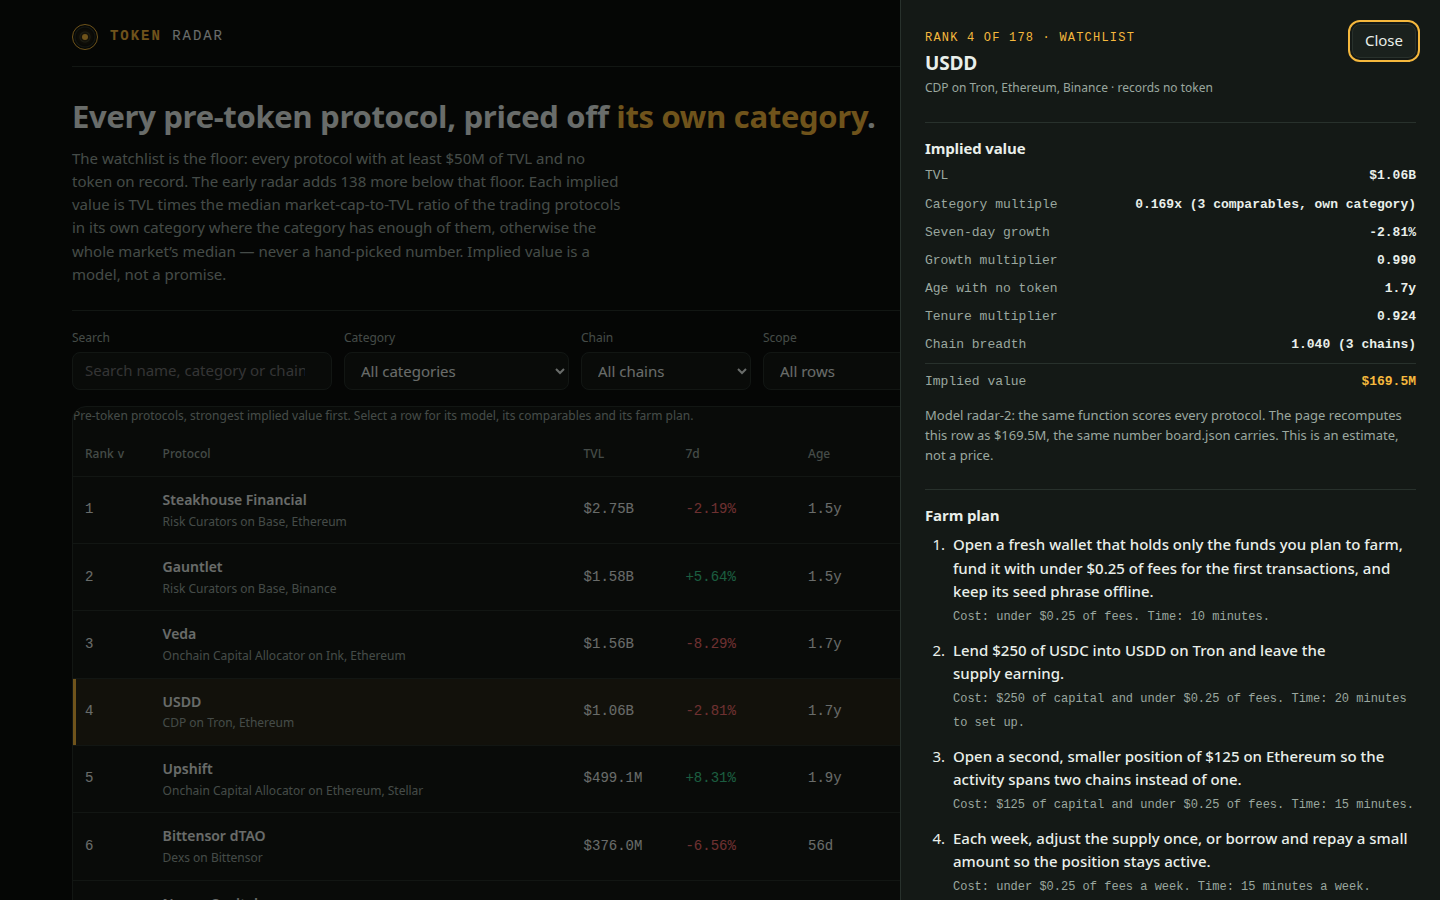 TOKEN RADAR
Every pre-token protocol, priced off its own category.
The watchlist is the floor: every protocol with at least $50M of TVL and no
token on record. The early radar adds 138 more below that floor. Each implied
value is TVL times the median market-cap-to-TVL ratio of the trading protocols
in its own category where the category has enough of them, otherwise the
whole market's median — never a hand-picked number. Implied value is a
model, not a promise.
Search Category Chain Scope
Search name, category or chain All categories All chains All rows
Pre-token protocols, strongest implied value first. Select a row for its model, its comparables and its farm plan.
Rank v Protocol TVL 7d Age
1 Steakhouse Financial $2.75B -2.19% 1.5y
Risk Curators on Base, Ethereum
2 Gauntlet $1.58B +5.64% 1.5y
Risk Curators on Base, Binance
3 Veda $1.56B -8.29% 1.7y
Onchain Capital Allocator on Ink, Ethereum
4 USDD $1.06B -2.81% 1.7y
CDP on Tron, Ethereum
5 Upshift $499.1M +8.31% 1.9y
Onchain Capital Allocator on Ethereum, Stellar
6 Bittensor dTAO $376.0M -6.56% 56d
Dexs on Bittensor
RANK 4 OF 178 · WATCHLIST
Close
USDD
CDP on Tron, Ethereum, Binance · records no token
Implied value
TVL $1.06B
Category multiple 0.169x (3 comparables, own category)
Seven-day growth -2.81%
Growth multiplier 0.990
Age with no token 1.7y
Tenure multiplier 0.924
Chain breadth 1.040 (3 chains)
Implied value $169.5M
Model radar-2: the same function scores every protocol. The page recomputes
this row as $169.5M, the same number board.json carries. This is an estimate,
not a price.
Farm plan
1. Open a fresh wallet that holds only the funds you plan to farm,
fund it with under $0.25 of fees for the first transactions, and
keep its seed phrase offline.
Cost: under $0.25 of fees. Time: 10 minutes.
2. Lend $250 of USDC into USDD on Tron and leave the
supply earning.
Cost: $250 of capital and under $0.25 of fees. Time: 20 minutes
to set up.
3. Open a second, smaller position of $125 on Ethereum so the
activity spans two chains instead of one.
Cost: $125 of capital and under $0.25 of fees. Time: 15 minutes.
4. Each week, adjust the supply once, or borrow and repay a small
amount so the position stays active.
Cost: under $0.25 of fees a week. Time: 15 minutes a week.